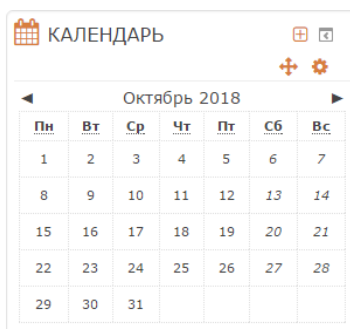 КАЛЕНДАРЬ
◄ Октябрь 2018 ►
Пн Вт Ср Чт Пт Сб Вс
1 2 3 4 5 6 7
8 9 10 11 12 13 14
15 16 17 18 19 20 21
22 23 24 25 26 27 28
29 30 31